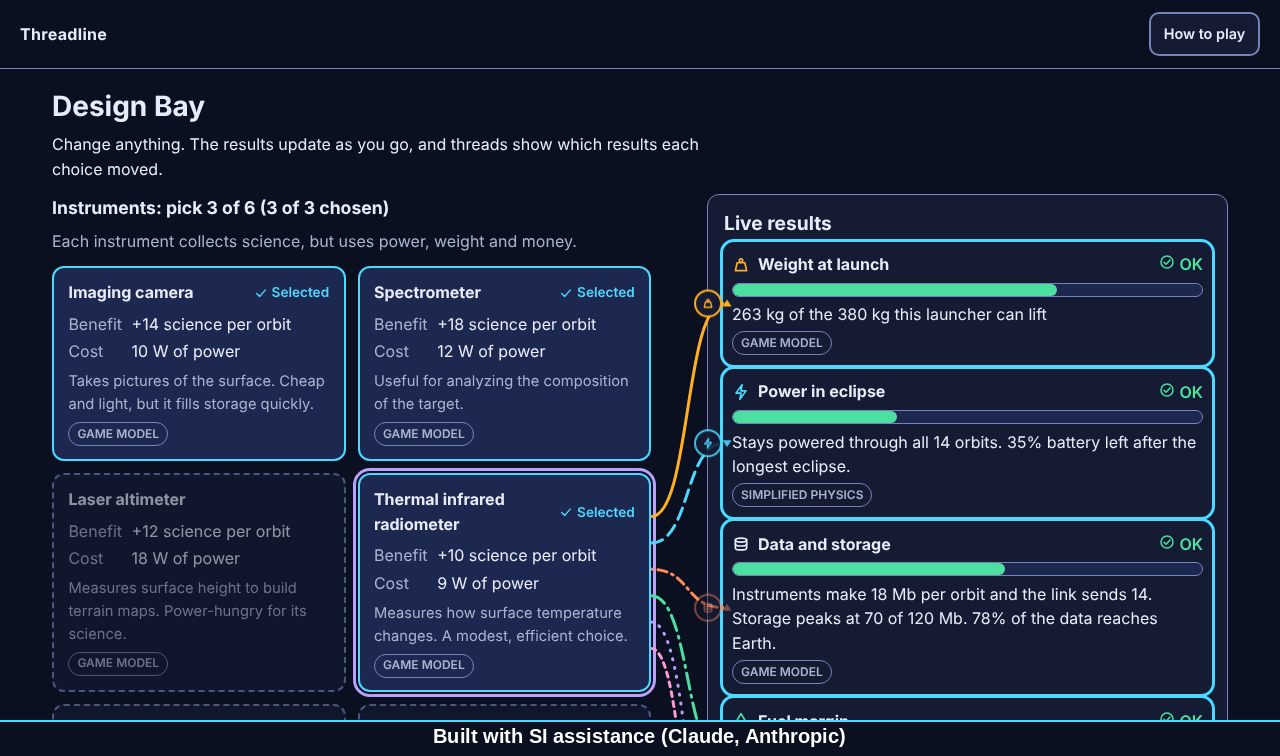 Threadline
How to play
Design Bay
Change anything. The results update as you go, and threads show which results each
choice moved.
Instruments: pick 3 of 6 (3 of 3 chosen)
Each instrument collects science, but uses power, weight and money.
Imaging camera
Selected
Benefit +14 science per orbit
Cost 10 W of power
Takes pictures of the surface. Cheap
and light, but it fills storage quickly.
GAME MODEL
Spectrometer
Selected
Benefit +18 science per orbit
Cost 12 W of power
Useful for analyzing the composition
of the target.
GAME MODEL
Laser altimeter
Benefit +12 science per orbit
Cost 18 W of power
Measures surface height to build
terrain maps. Power-hungry for its
science.
GAME MODEL
Thermal infrared
radiometer
Selected
Benefit +10 science per orbit
Cost 9 W of power
Measures how surface temperature
changes. A modest, efficient choice.
GAME MODEL
Live results
Weight at launch
OK
263 kg of the 380 kg this launcher can lift
GAME MODEL
Power in eclipse
OK
Stays powered through all 14 orbits. 35% battery left after the
longest eclipse.
SIMPLIFIED PHYSICS
Data and storage
OK
Instruments make 18 Mb per orbit and the link sends 14.
Storage peaks at 70 of 120 Mb. 78% of the data reaches
Earth.
GAME MODEL
Fuel margin
OK
Built with SI assistance (Claude, Anthropic)